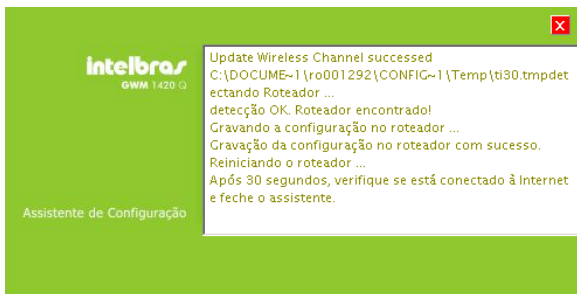 X
intelbras
GWM 1420 Q
Update Wireless Channel successed
C:\DOCUME~1\ro001292\CONFIG~1\Temp\ti30.tmpdet
ectando Roteador ...
detecção OK. Roteador encontrado!
Gravando a configuração no roteador ...
Gravação da configuração no roteador com sucesso.
Reiniciando o roteador ...
Após 30 segundos, verifique se está conectado à Internet
e feche o assistente.
Assistente de Configuração